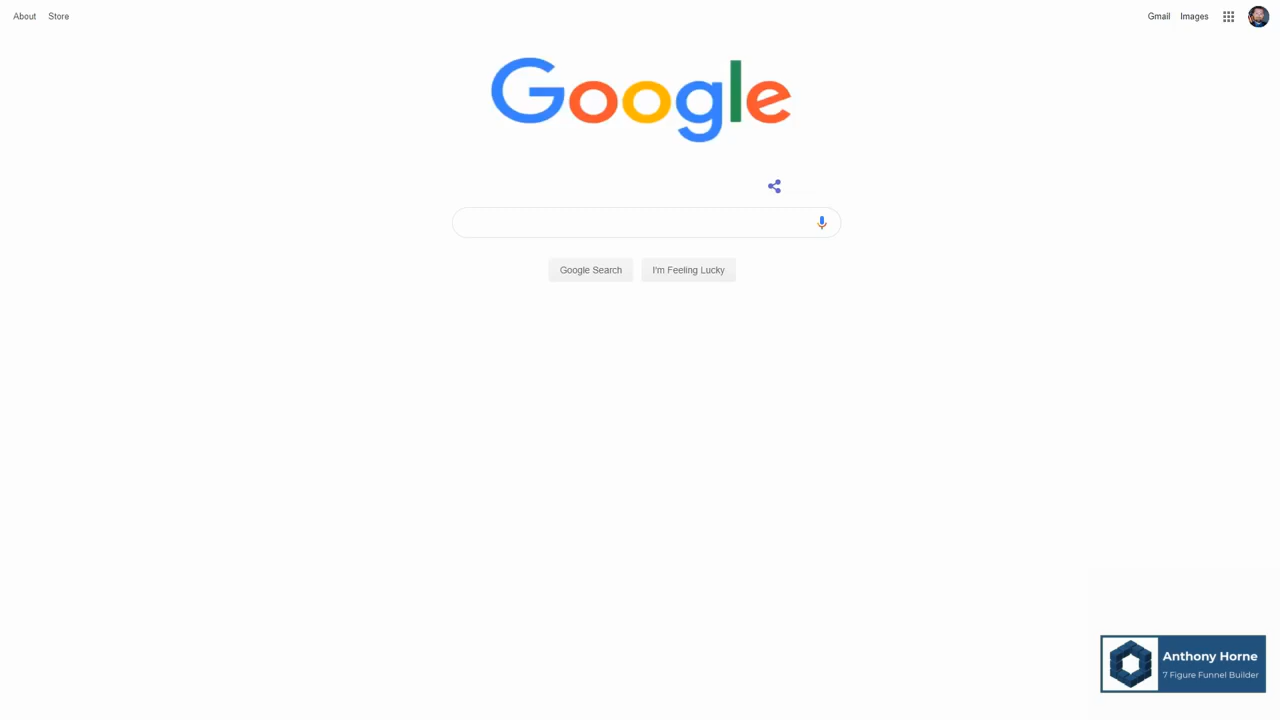 About Store
Gmail Images
Google
Google Search I'm Feeling Lucky
Anthony Horne
7 Figure Funnel Builder